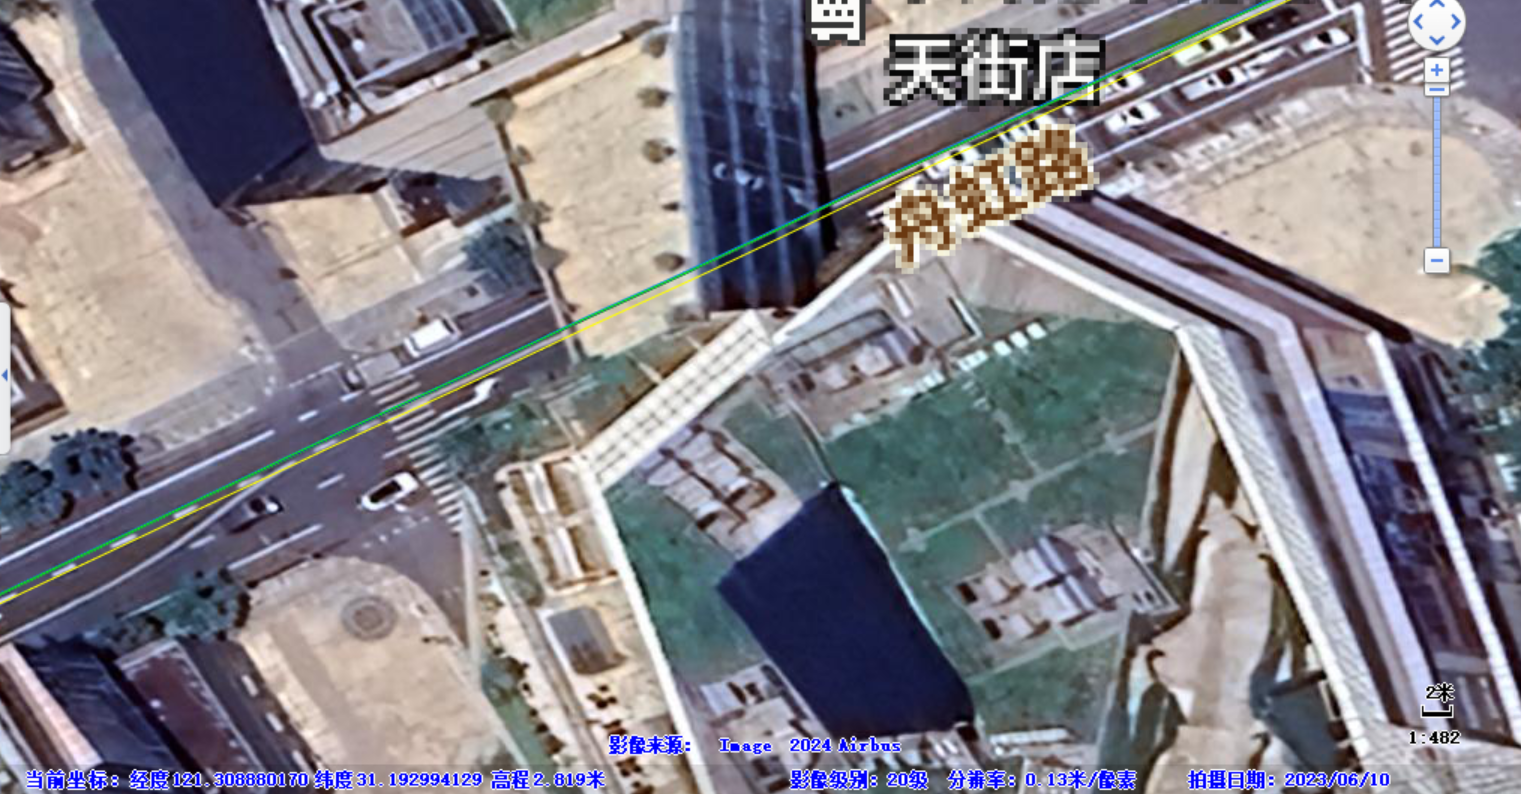 天街店
丹虹路
2米
1:482
影像来源: Image 2024 Airbus
当前坐标: 经度121.308880170 纬度31.192994129 高程2.819米 影像级别: 20级 分辨率: 0.13米/像素 拍摄日期: 2023/06/10